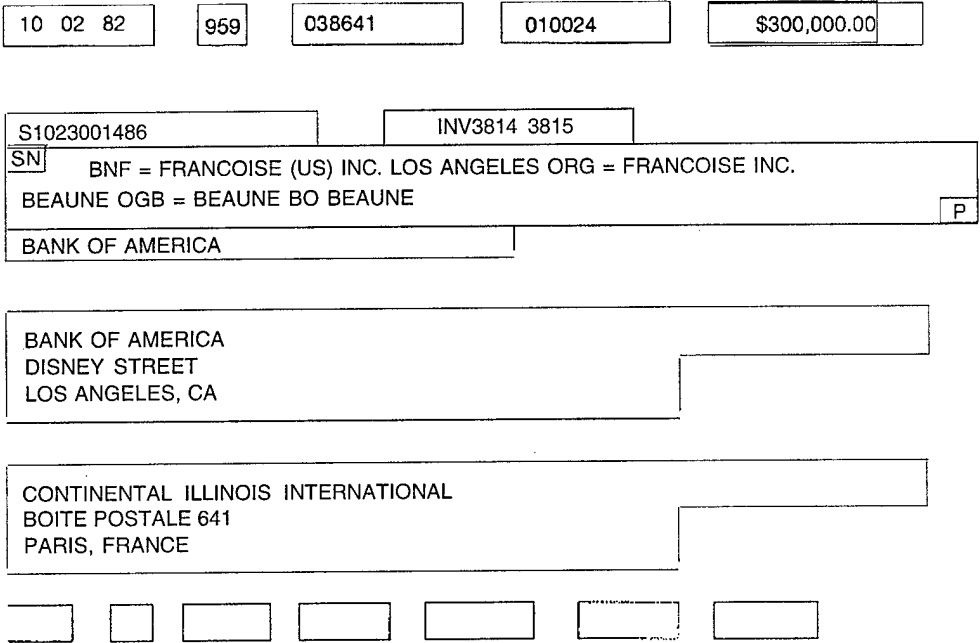 10 02 82 959 038641 010024 $300,000.00
S1023001486 INV3814 3815
SN BNF = FRANCOISE (US) INC. LOS ANGELES ORG = FRANCOISE INC.
BEAUNE OGB = BEAUNE BO BEAUNE
P
BANK OF AMERICA
BANK OF AMERICA
DISNEY STREET
LOS ANGELES, CA
CONTINENTAL ILLINOIS INTERNATIONAL
BOITE POSTALE 641
PARIS, FRANCE